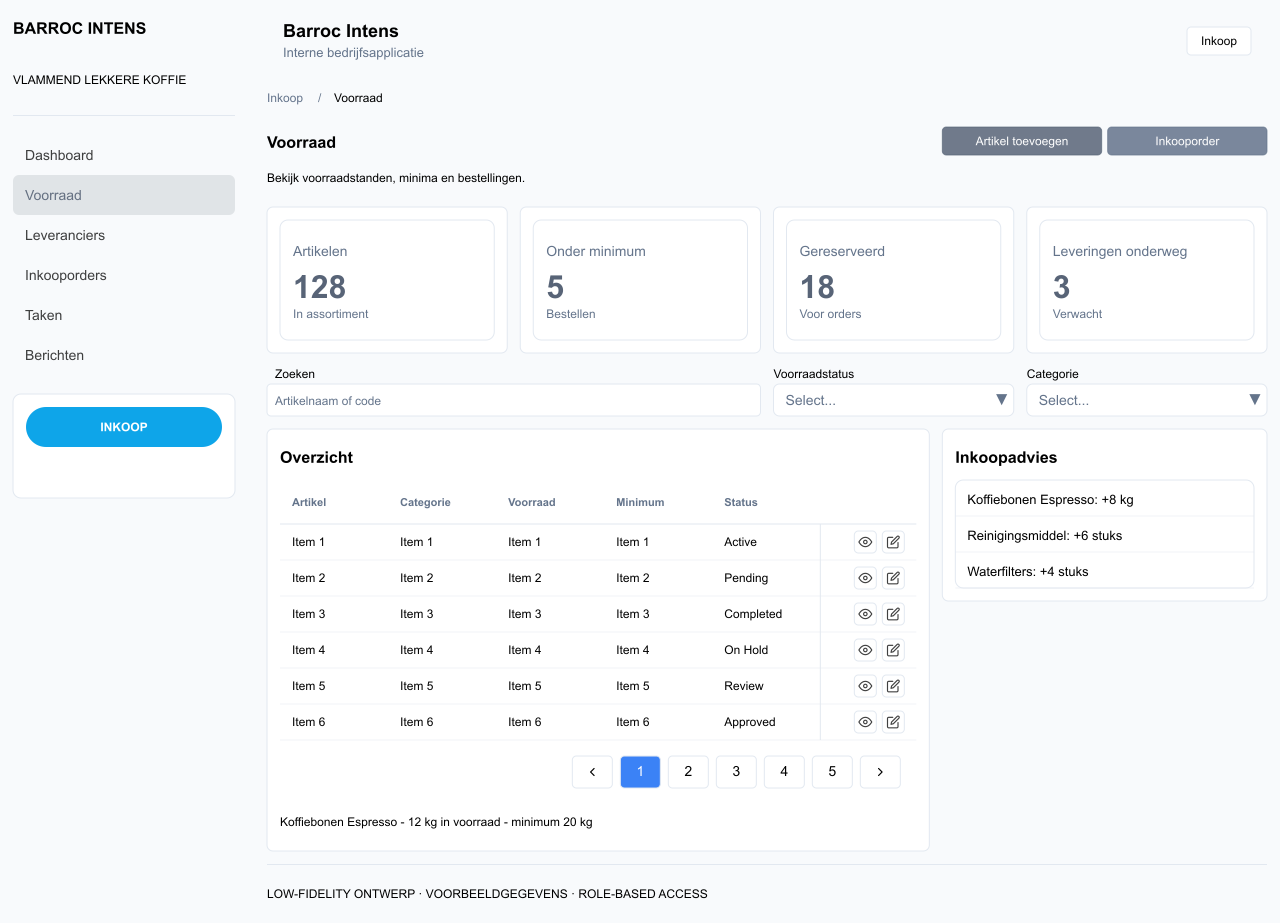 BARROC INTENS
VLAMMEND LEKKERE KOFFIE
Dashboard
Voorraad
Leveranciers
Inkooporders
Taken
Berichten
INKOOP
Barroc Intens
Interne bedrijfsapplicatie
Inkoop
Inkoop / Voorraad
Voorraad
Artikel toevoegen
Inkooporder
Bekijk voorraadstanden, minima en bestellingen.
Artikelen
128
In assortiment
Onder minimum
5
Bestellen
Gereserveerd
18
Voor orders
Leveringen onderweg
3
Verwacht
Zoeken
Artikelnaam of code
Voorraadstatus
Select...
Categorie
Select...
Overzicht
Artikel Categorie Voorraad Minimum Status
Item 1 Item 1 Item 1 Item 1 Active
Item 2 Item 2 Item 2 Item 2 Pending
Item 3 Item 3 Item 3 Item 3 Completed
Item 4 Item 4 Item 4 Item 4 On Hold
Item 5 Item 5 Item 5 Item 5 Review
Item 6 Item 6 Item 6 Item 6 Approved
‹ 1 2 3 4 5 ›
Koffiebonen Espresso - 12 kg in voorraad - minimum 20 kg
Inkoopadvies
Koffiebonen Espresso: +8 kg
Reinigingsmiddel: +6 stuks
Waterfilters: +4 stuks
LOW-FIDELITY ONTWERP · VOORBEELDGEGEVENS · ROLE-BASED ACCESS